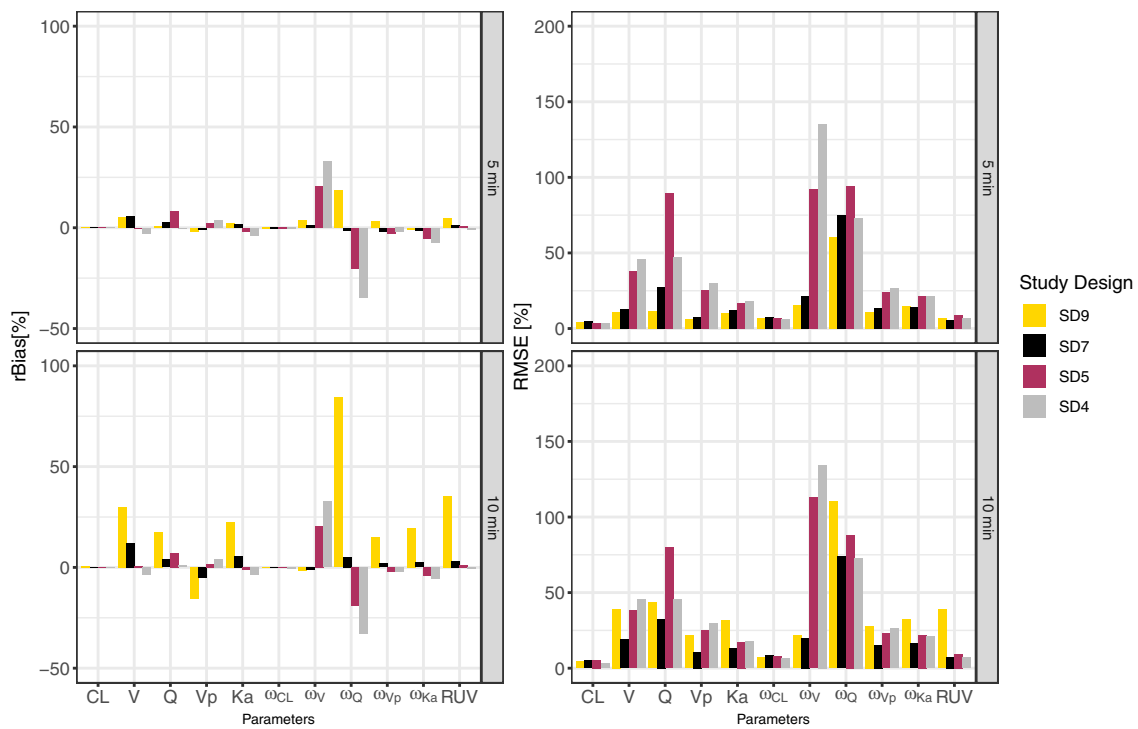 100
50
0
−50
5 min
100
50
0
−50
10 min
rBias[%]
CL V Q Vp Ka ωCL ωV ωQ ωVp ωKa RUV
Parameters
200
150
100
50
0
5 min
200
150
100
50
0
10 min
RMSE [%]
CL V Q Vp Ka ωCL ωV ωQ ωVp ωKa RUV
Parameters
Study Design
SD9
SD7
SD5
SD4